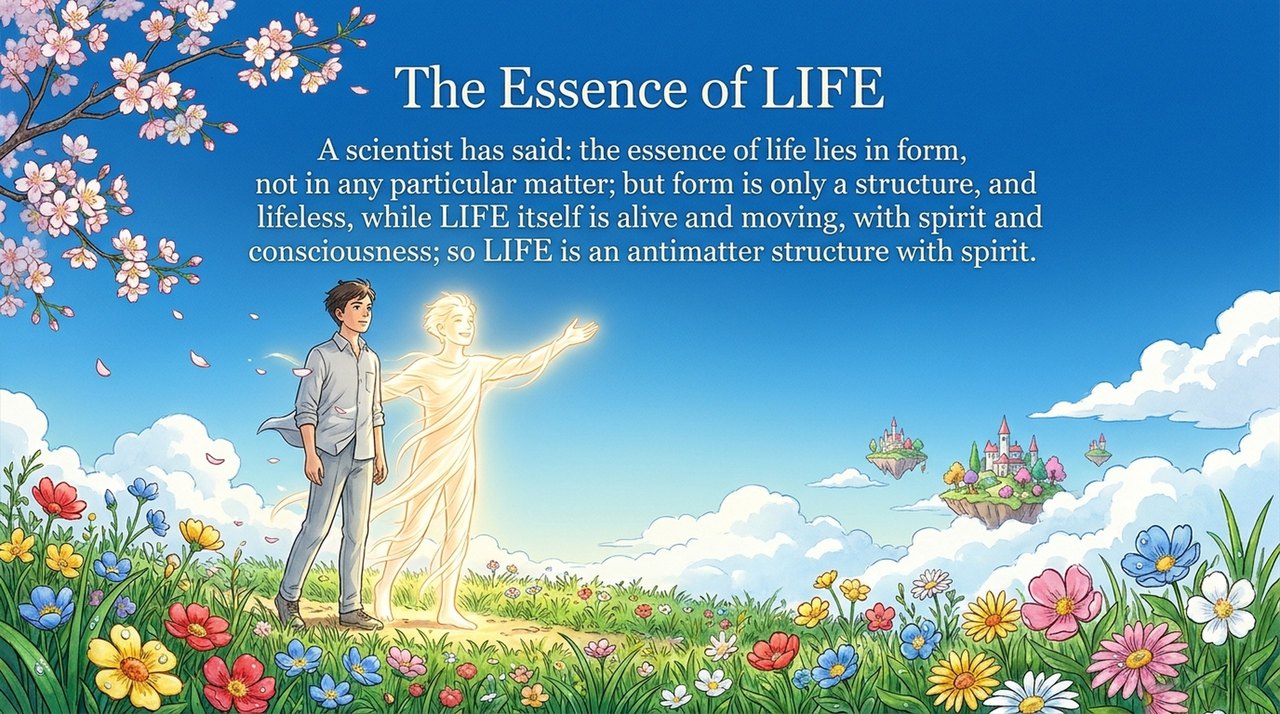 The Essence of LIFE
A scientist has said: the essence of life lies in form,
not in any particular matter; but form is only a structure, and
lifeless, while LIFE itself is alive and moving, with spirit and
consciousness; so LIFE is an antimatter structure with spirit.